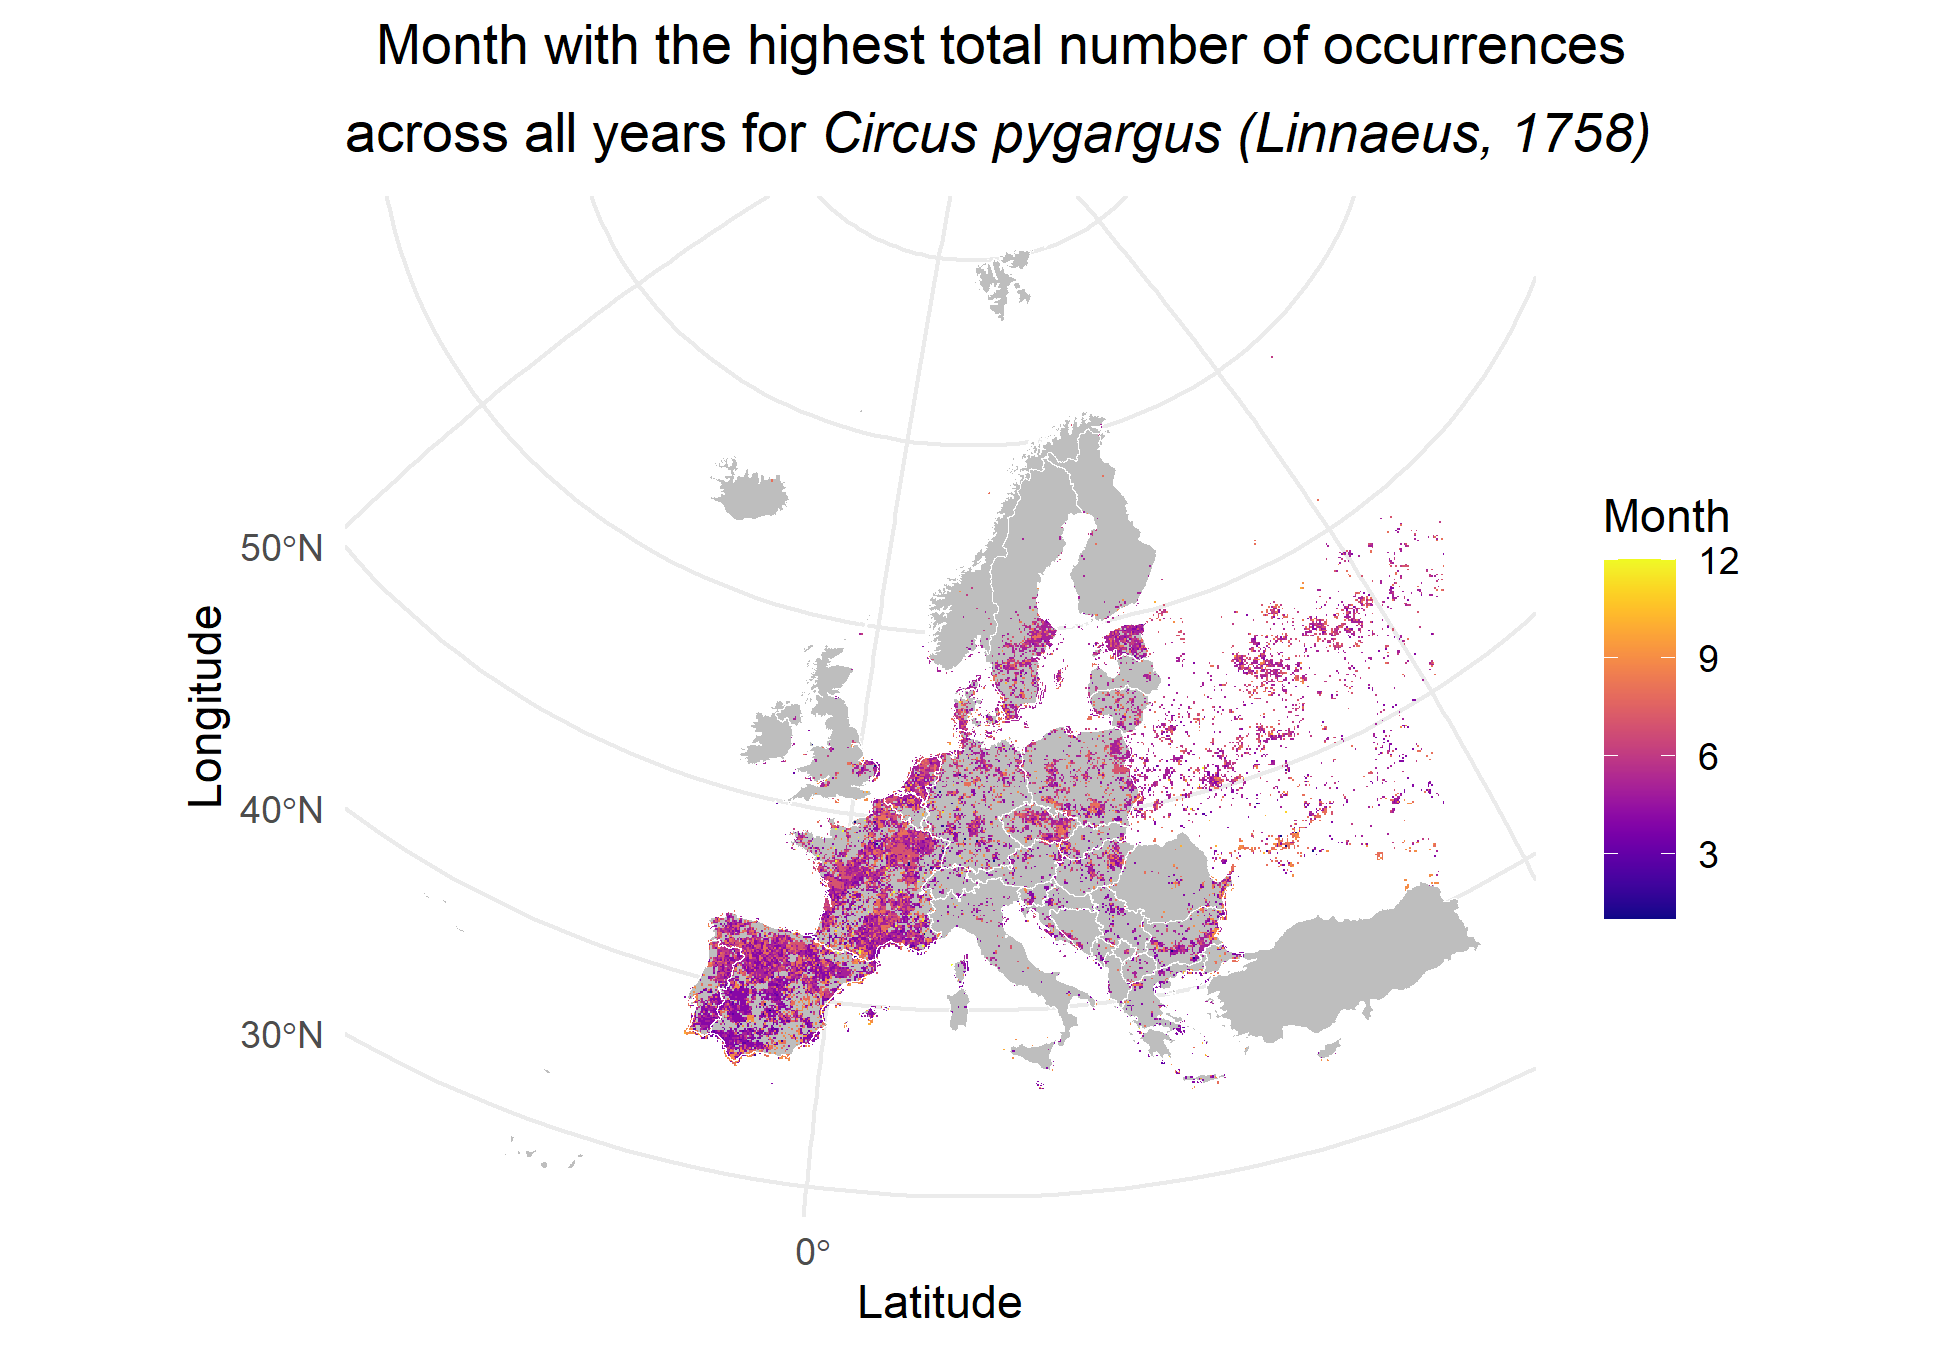 Month with the highest total number of occurrences
across all years for Circus pygargus (Linnaeus, 1758)
Month
12
9
6
3
50°N
40°N
30°N
Longitude
0°
Latitude